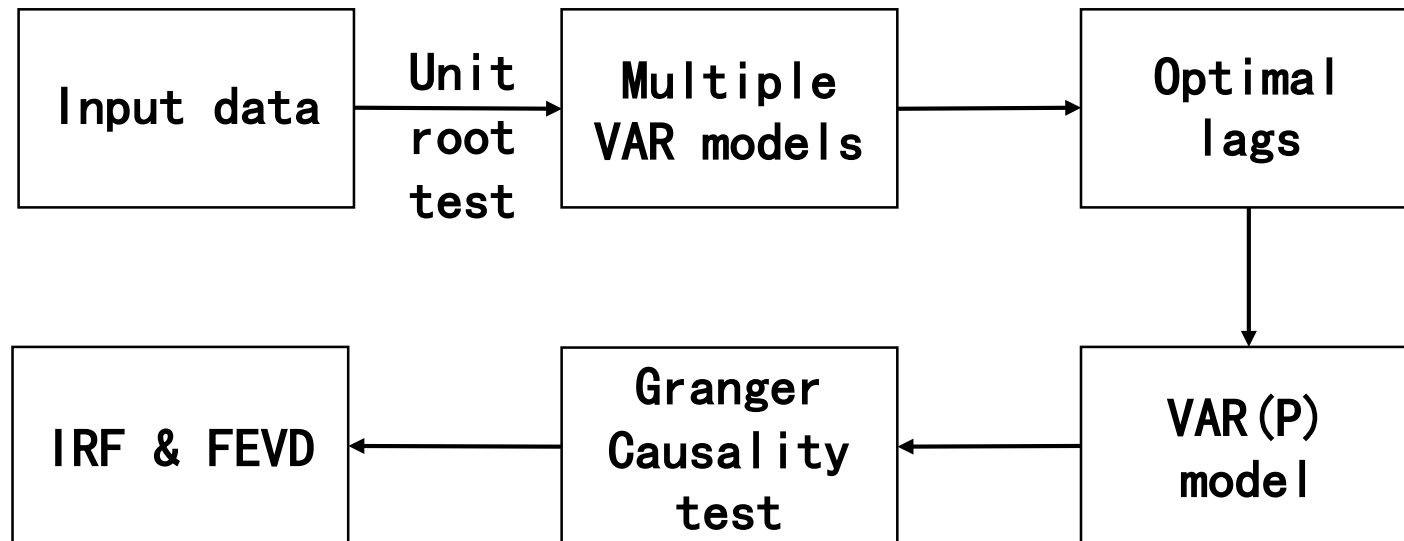 Input data
Unit
root
test
Multiple
VAR models
Optimal
lags
VAR(P)
model
Granger
Causality
test
IRF & FEVD